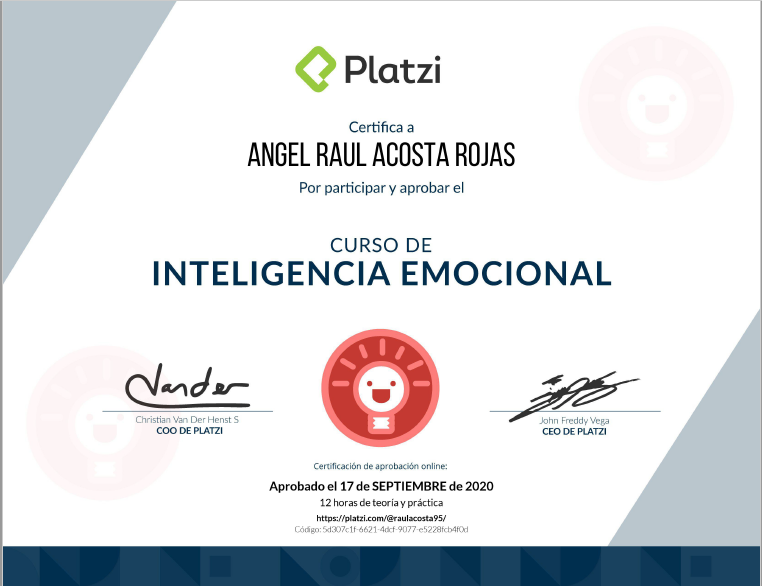 Platzi
Certifica a
ANGEL RAUL ACOSTA ROJAS
Por participar y aprobar el
CURSO DE
INTELIGENCIA EMOCIONAL
Vander
Christian Van Der Henst S
COO DE PLATZI
John Freddy Vega
CEO DE PLATZI
Certificación de aprobación online:
Aprobado el 17 de SEPTIEMBRE de 2020
12 horas de teoría y práctica
https://platzi.com/@raulacosta95/
Código: 5d307c1f-6621-4dcf-9077-e5228fcb4f0d